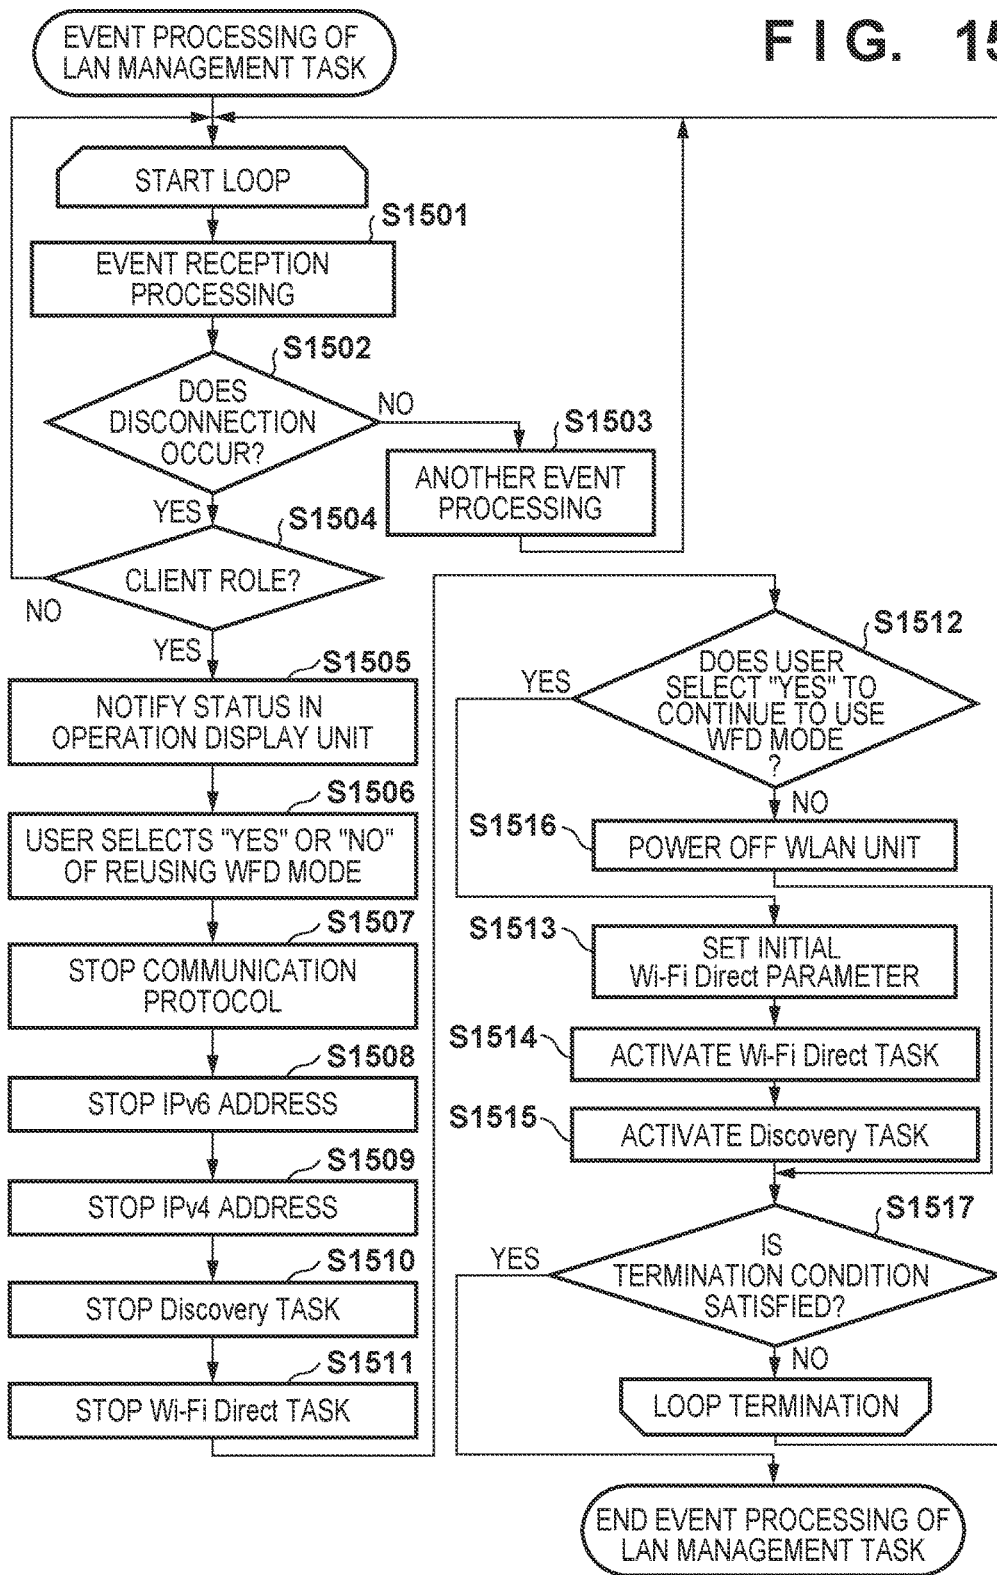 FIG. 15
EVENT PROCESSING OF
LAN MANAGEMENT TASK
START LOOP
S1501
EVENT RECEPTION
PROCESSING
S1502
DOES
DISCONNECTION
OCCUR?
NO
YES
S1503
ANOTHER EVENT
PROCESSING
S1504
CLIENT ROLE?
NO
YES
S1505
NOTIFY STATUS IN
OPERATION DISPLAY UNIT
S1506
USER SELECTS "YES" OR "NO"
OF REUSING WFD MODE
S1507
STOP COMMUNICATION
PROTOCOL
S1508
STOP IPv6 ADDRESS
S1509
STOP IPv4 ADDRESS
S1510
STOP Discovery TASK
S1511
STOP Wi-Fi Direct TASK
S1512
DOES USER
SELECT "YES" TO
CONTINUE TO USE
WFD MODE
?
YES
NO
S1516
POWER OFF WLAN UNIT
S1513
SET INITIAL
Wi-Fi Direct PARAMETER
S1514
ACTIVATE Wi-Fi Direct TASK
S1515
ACTIVATE Discovery TASK
S1517
IS
TERMINATION CONDITION
SATISFIED?
YES
NO
LOOP TERMINATION
END EVENT PROCESSING OF
LAN MANAGEMENT TASK